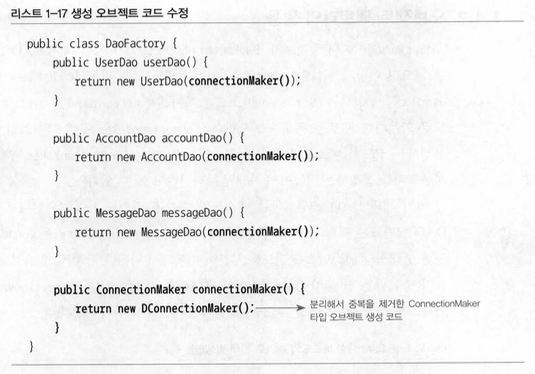 리스트 1-17 생성 오브젝트 코드 수정
public class DaoFactory {
public UserDao userDao() {
return new UserDao(connectionMaker());
}
public AccountDao accountDao() {
return new AccountDao(connectionMaker());
}
public MessageDao messageDao() {
return new MessageDao(connectionMaker());
}
public ConnectionMaker connectionMaker() {
return new DConnectionMaker(); 분리해서 중복을 제거한 ConnectionMaker
타입 오브젝트 생성 코드
}
}